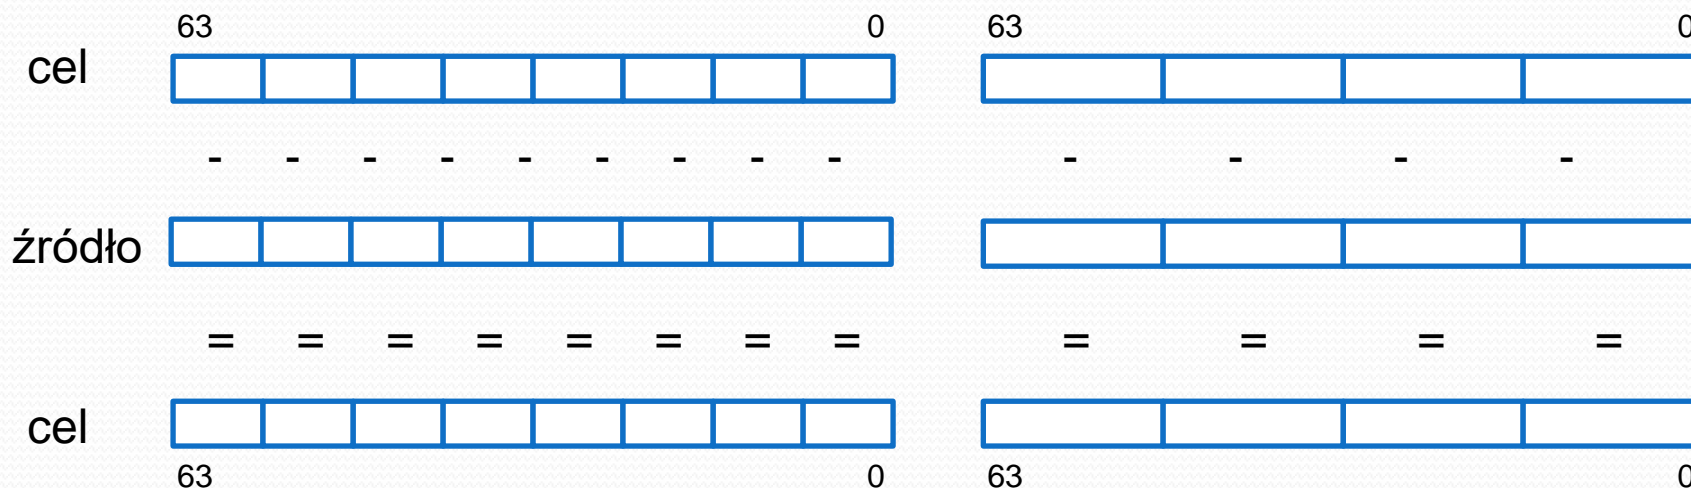 63 0 63 0
cel
- - - - - - - - - - - - -
źródło
= = = = = = = = = = = =
cel
63 0 63 0